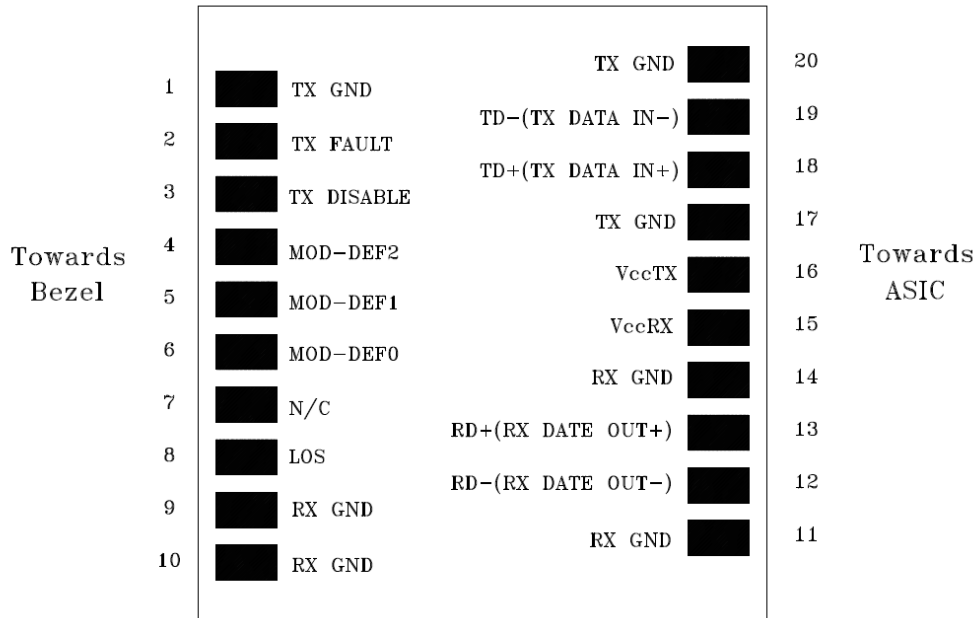 1 TX GND
2 TX FAULT
3 TX DISABLE
4 MOD-DEF2
5 MOD-DEF1
6 MOD-DEF0
7 N/C
8 LOS
9 RX GND
10 RX GND
Towards
Bezel
TX GND 20
TD-(TX DATA IN-) 19
TD+(TX DATA IN+) 18
TX GND 17
VccTX 16
VccRX 15
RX GND 14
RD+(RX DATE OUT+) 13
RD-(RX DATE OUT-) 12
RX GND 11
Towards
ASIC